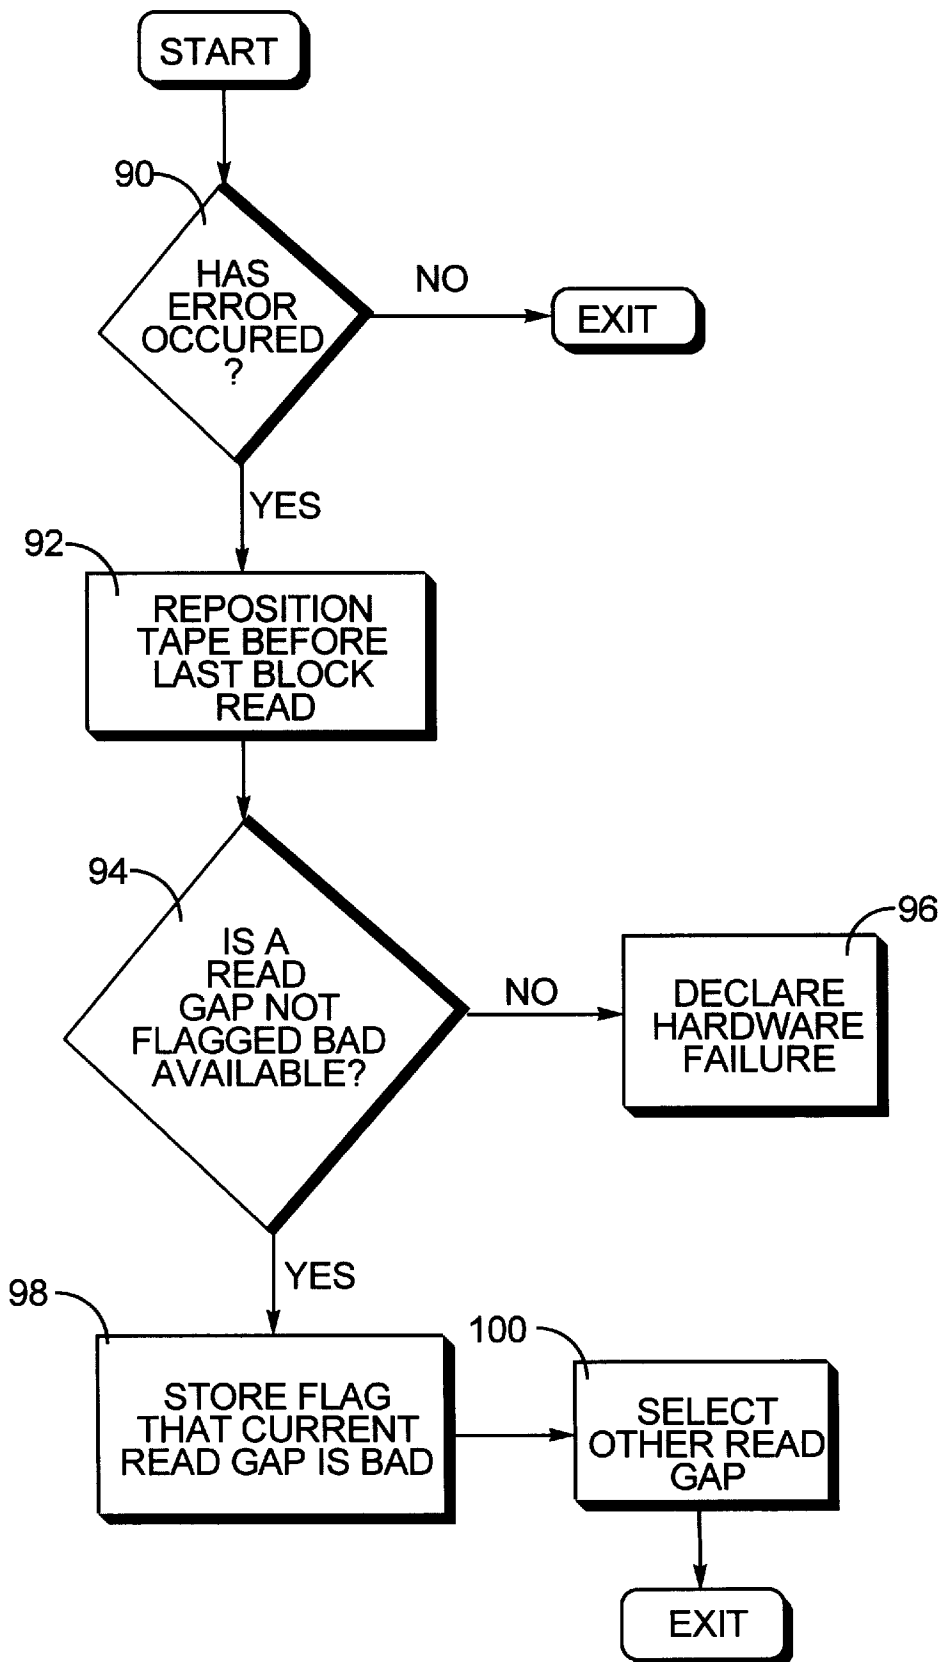 START
90
HAS
ERROR
OCCURED
?
NO
EXIT
YES
92
REPOSITION
TAPE BEFORE
LAST BLOCK
READ
94
IS A
READ
GAP NOT
FLAGGED BAD
AVAILABLE?
NO
96
DECLARE
HARDWARE
FAILURE
YES
98
STORE FLAG
THAT CURRENT
READ GAP IS BAD
100
SELECT
OTHER READ
GAP
EXIT